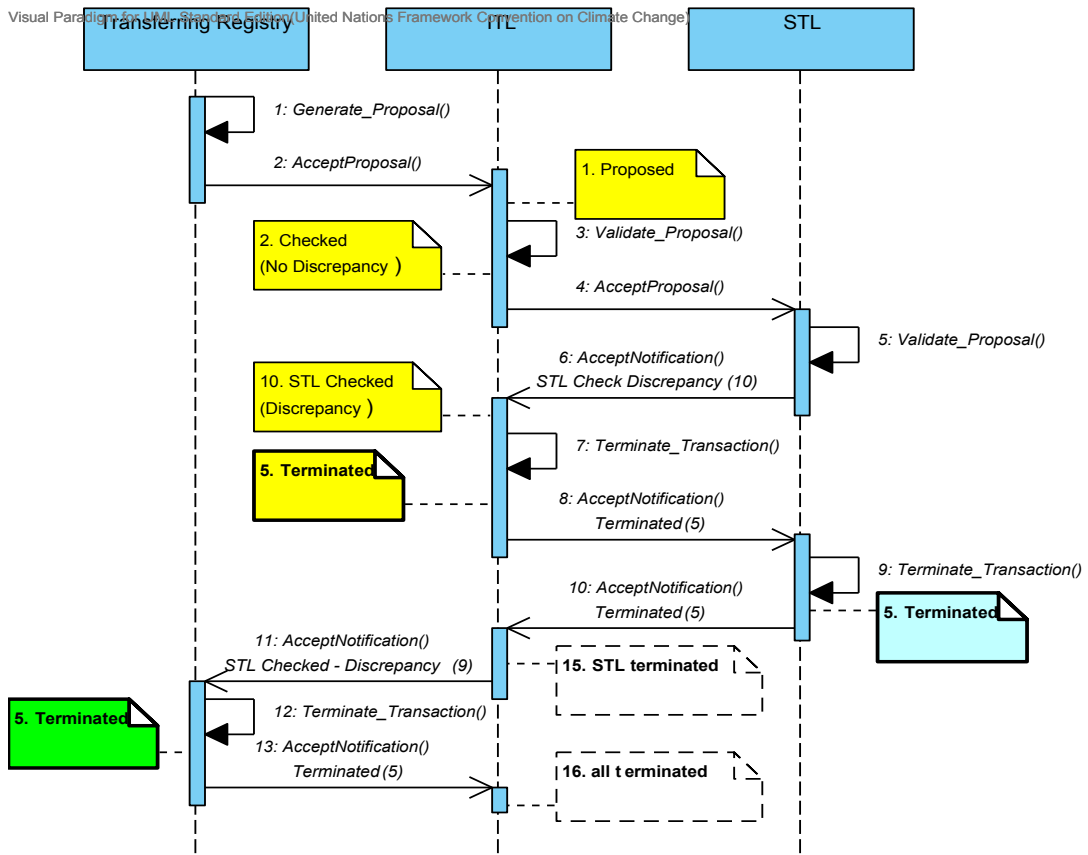 Visual Paradigm for UML Standard Edition(United Nations Framework Convention on Climate Change)
Transferring Registry
ITL
STL
1: Generate_Proposal()
2: AcceptProposal()
1. Proposed
2. Checked
(No Discrepancy )
3: Validate_Proposal()
4: AcceptProposal()
5: Validate_Proposal()
6: AcceptNotification()
STL Check Discrepancy (10)
10. STL Checked
(Discrepancy )
7: Terminate_Transaction()
5. Terminated
8: AcceptNotification()
Terminated (5)
9: Terminate_Transaction()
10: AcceptNotification()
Terminated (5)
5. Terminated
11: AcceptNotification()
STL Checked - Discrepancy (9)
15. STL terminated
12: Terminate_Transaction()
5. Terminated
13: AcceptNotification()
Terminated (5)
16. all t erminated